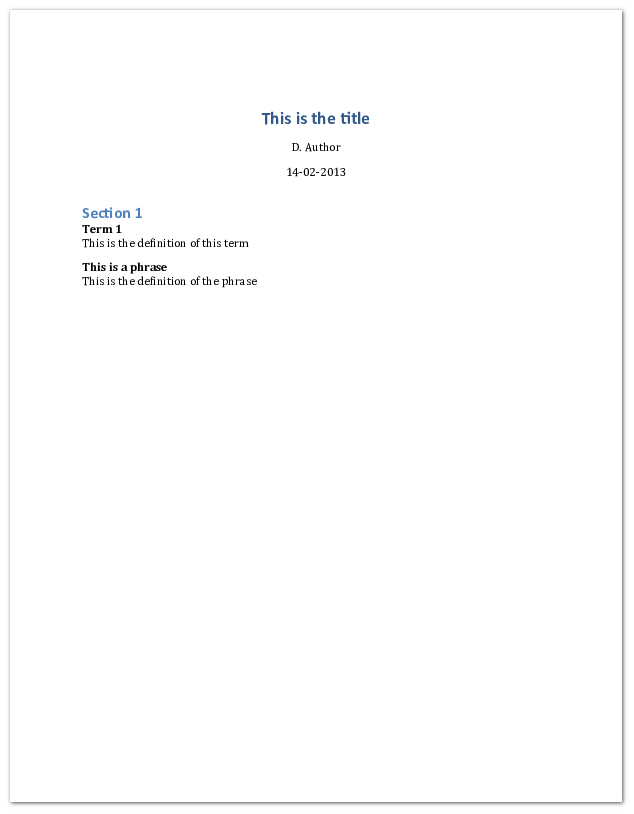 This is the title
D. Author
14-02-2013
Section 1
Term 1
This is the definition of this term
This is a phrase
This is the definition of the phrase